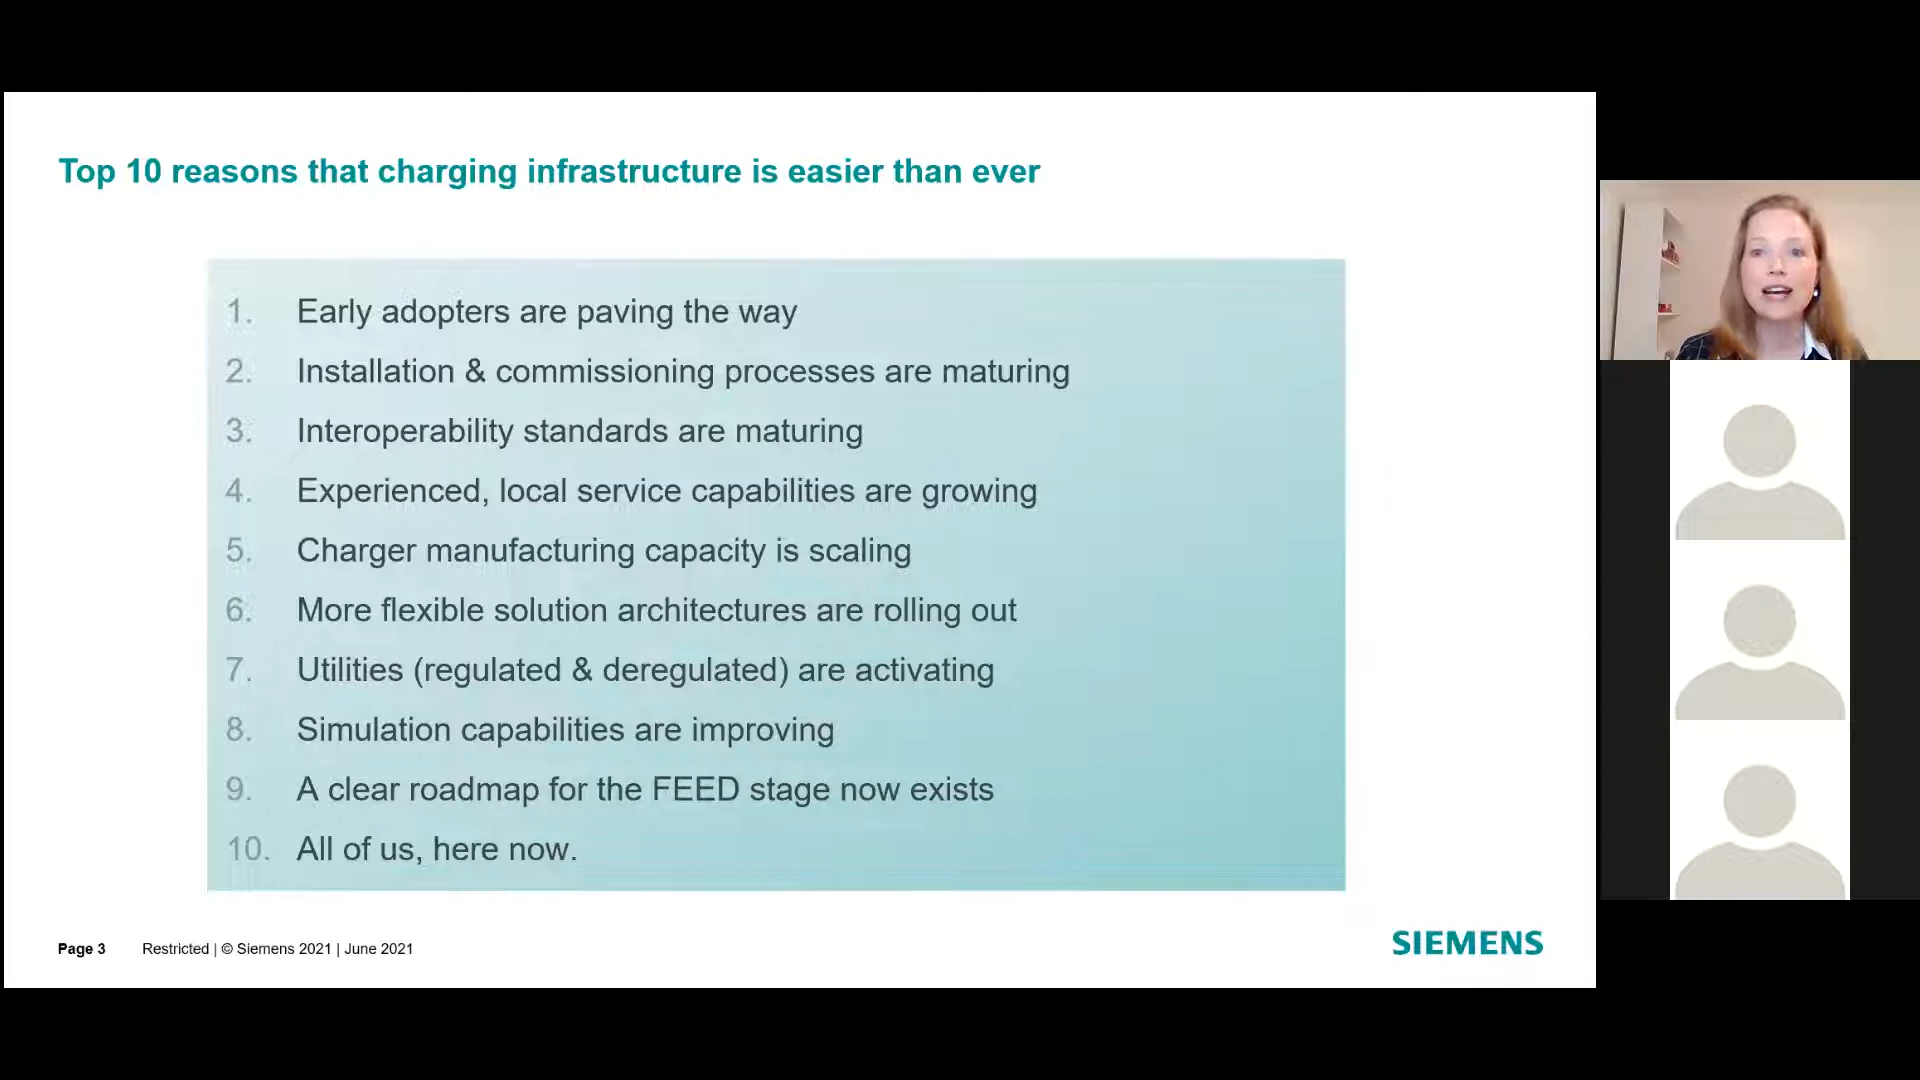 Top 10 reasons that charging infrastructure is easier than ever
1. Early adopters are paving the way
2. Installation & commissioning processes are maturing
3. Interoperability standards are maturing
4. Experienced, local service capabilities are growing
5. Charger manufacturing capacity is scaling
6. More flexible solution architectures are rolling out
7. Utilities (regulated & deregulated) are activating
8. Simulation capabilities are improving
9. A clear roadmap for the FEED stage now exists
10. All of us, here now.
Page 3 Restricted | © Siemens 2021 | June 2021
SIEMENS